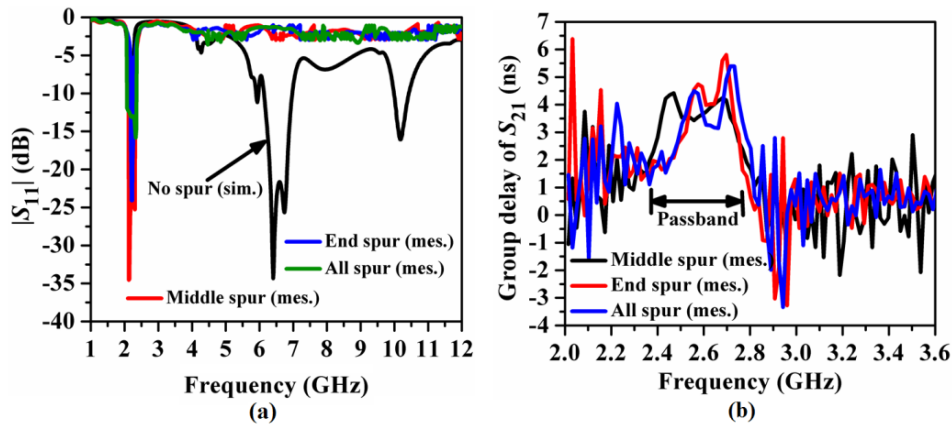 0
-5
-10
-15
-20
-25
-30
-35
-40
|S11| (dB)
No spur (sim.)
End spur (mes.)
All spur (mes.)
Middle spur (mes.)
1 2 3 4 5 6 7 8 9 10 11 12
Frequency (GHz)
(a)
7
6
5
4
3
2
1
0
-1
-2
-3
-4
Group delay of S21 (ns)
Passband
Middle spur (mes.)
End spur (mes.)
All spur (mes.)
2.0 2.2 2.4 2.6 2.8 3.0 3.2 3.4 3.6
Frequency (GHz)
(b)